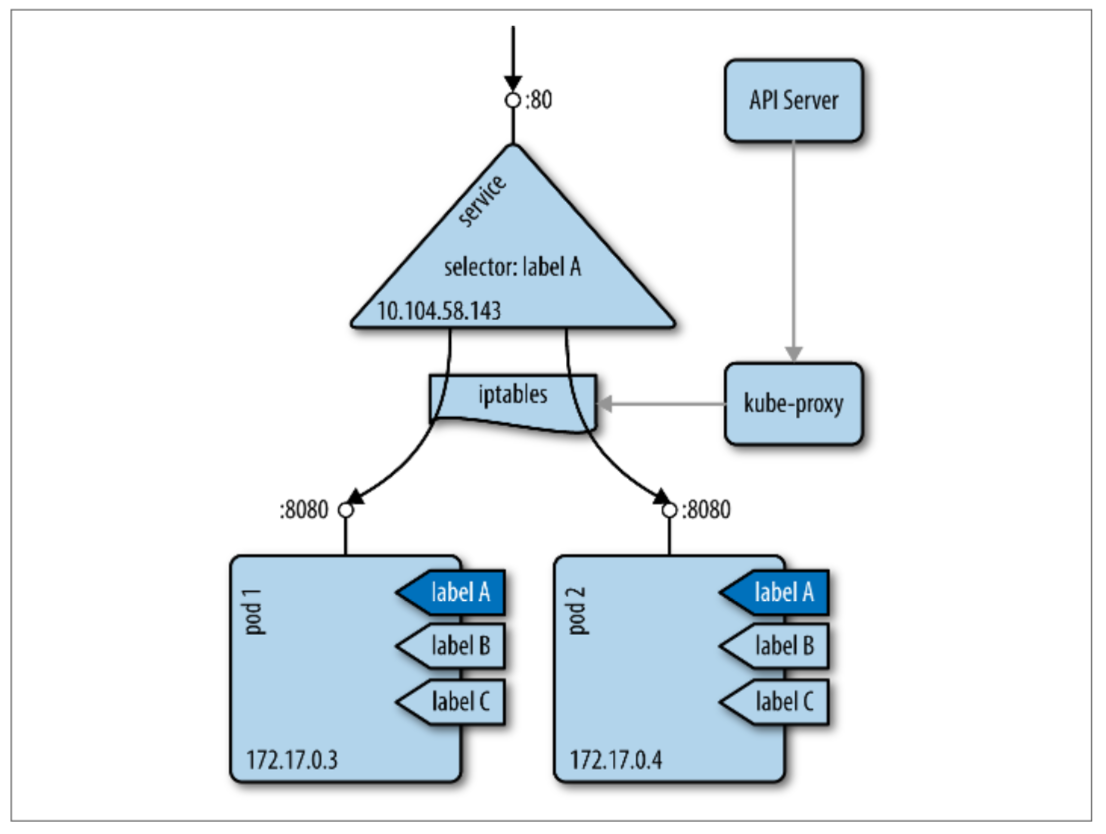 :80
API Server
service
selector: label A
10.104.58.143
iptables
kube-proxy
:8080
:8080
pod 1
label A
label B
label C
172.17.0.3
pod 2
label A
label B
label C
172.17.0.4